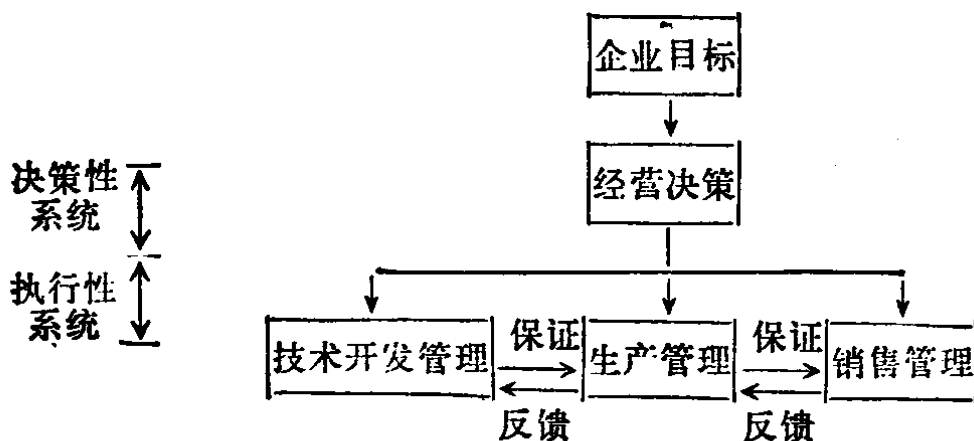 企业目标
经营决策
决策性
系统
执行性
系统
技术开发管理
保证
反馈
生产管理
保证
反馈
销售管理